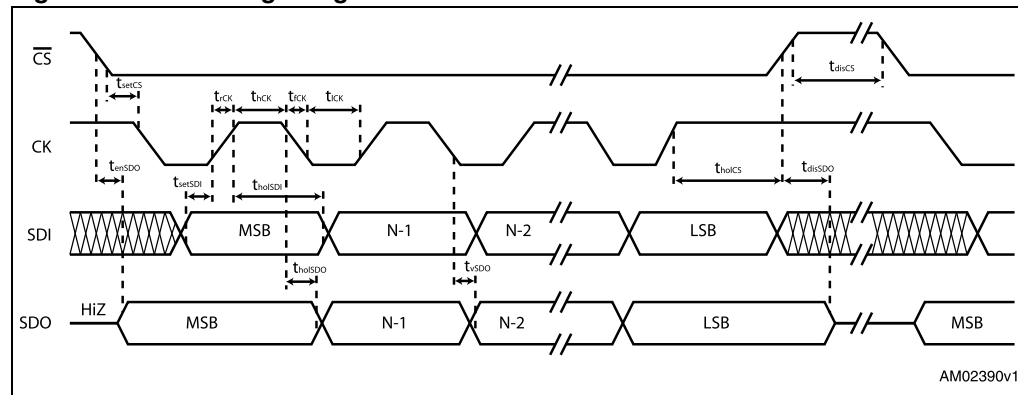 CS
tdisCS
tsetCS
trCK thCK tfCK tlCK
CK
tenSDO
tsetSDI
tholSDI
tholCS
tdisSDO
SDI
MSB
N-1
N-2
LSB
tholSDO
tvSDO
HiZ
SDO
MSB
N-1
N-2
LSB
MSB
AM02390v1